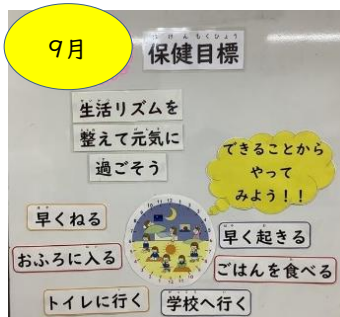 9月
保健目標
ほけんもくひょう
生活リズムを
整えて元気に
過ごそう
できることから
やって
みよう！！
早くねる
早く起きる
おふろに入る
ごはんを食べる
トイレに行く
学校へ行く